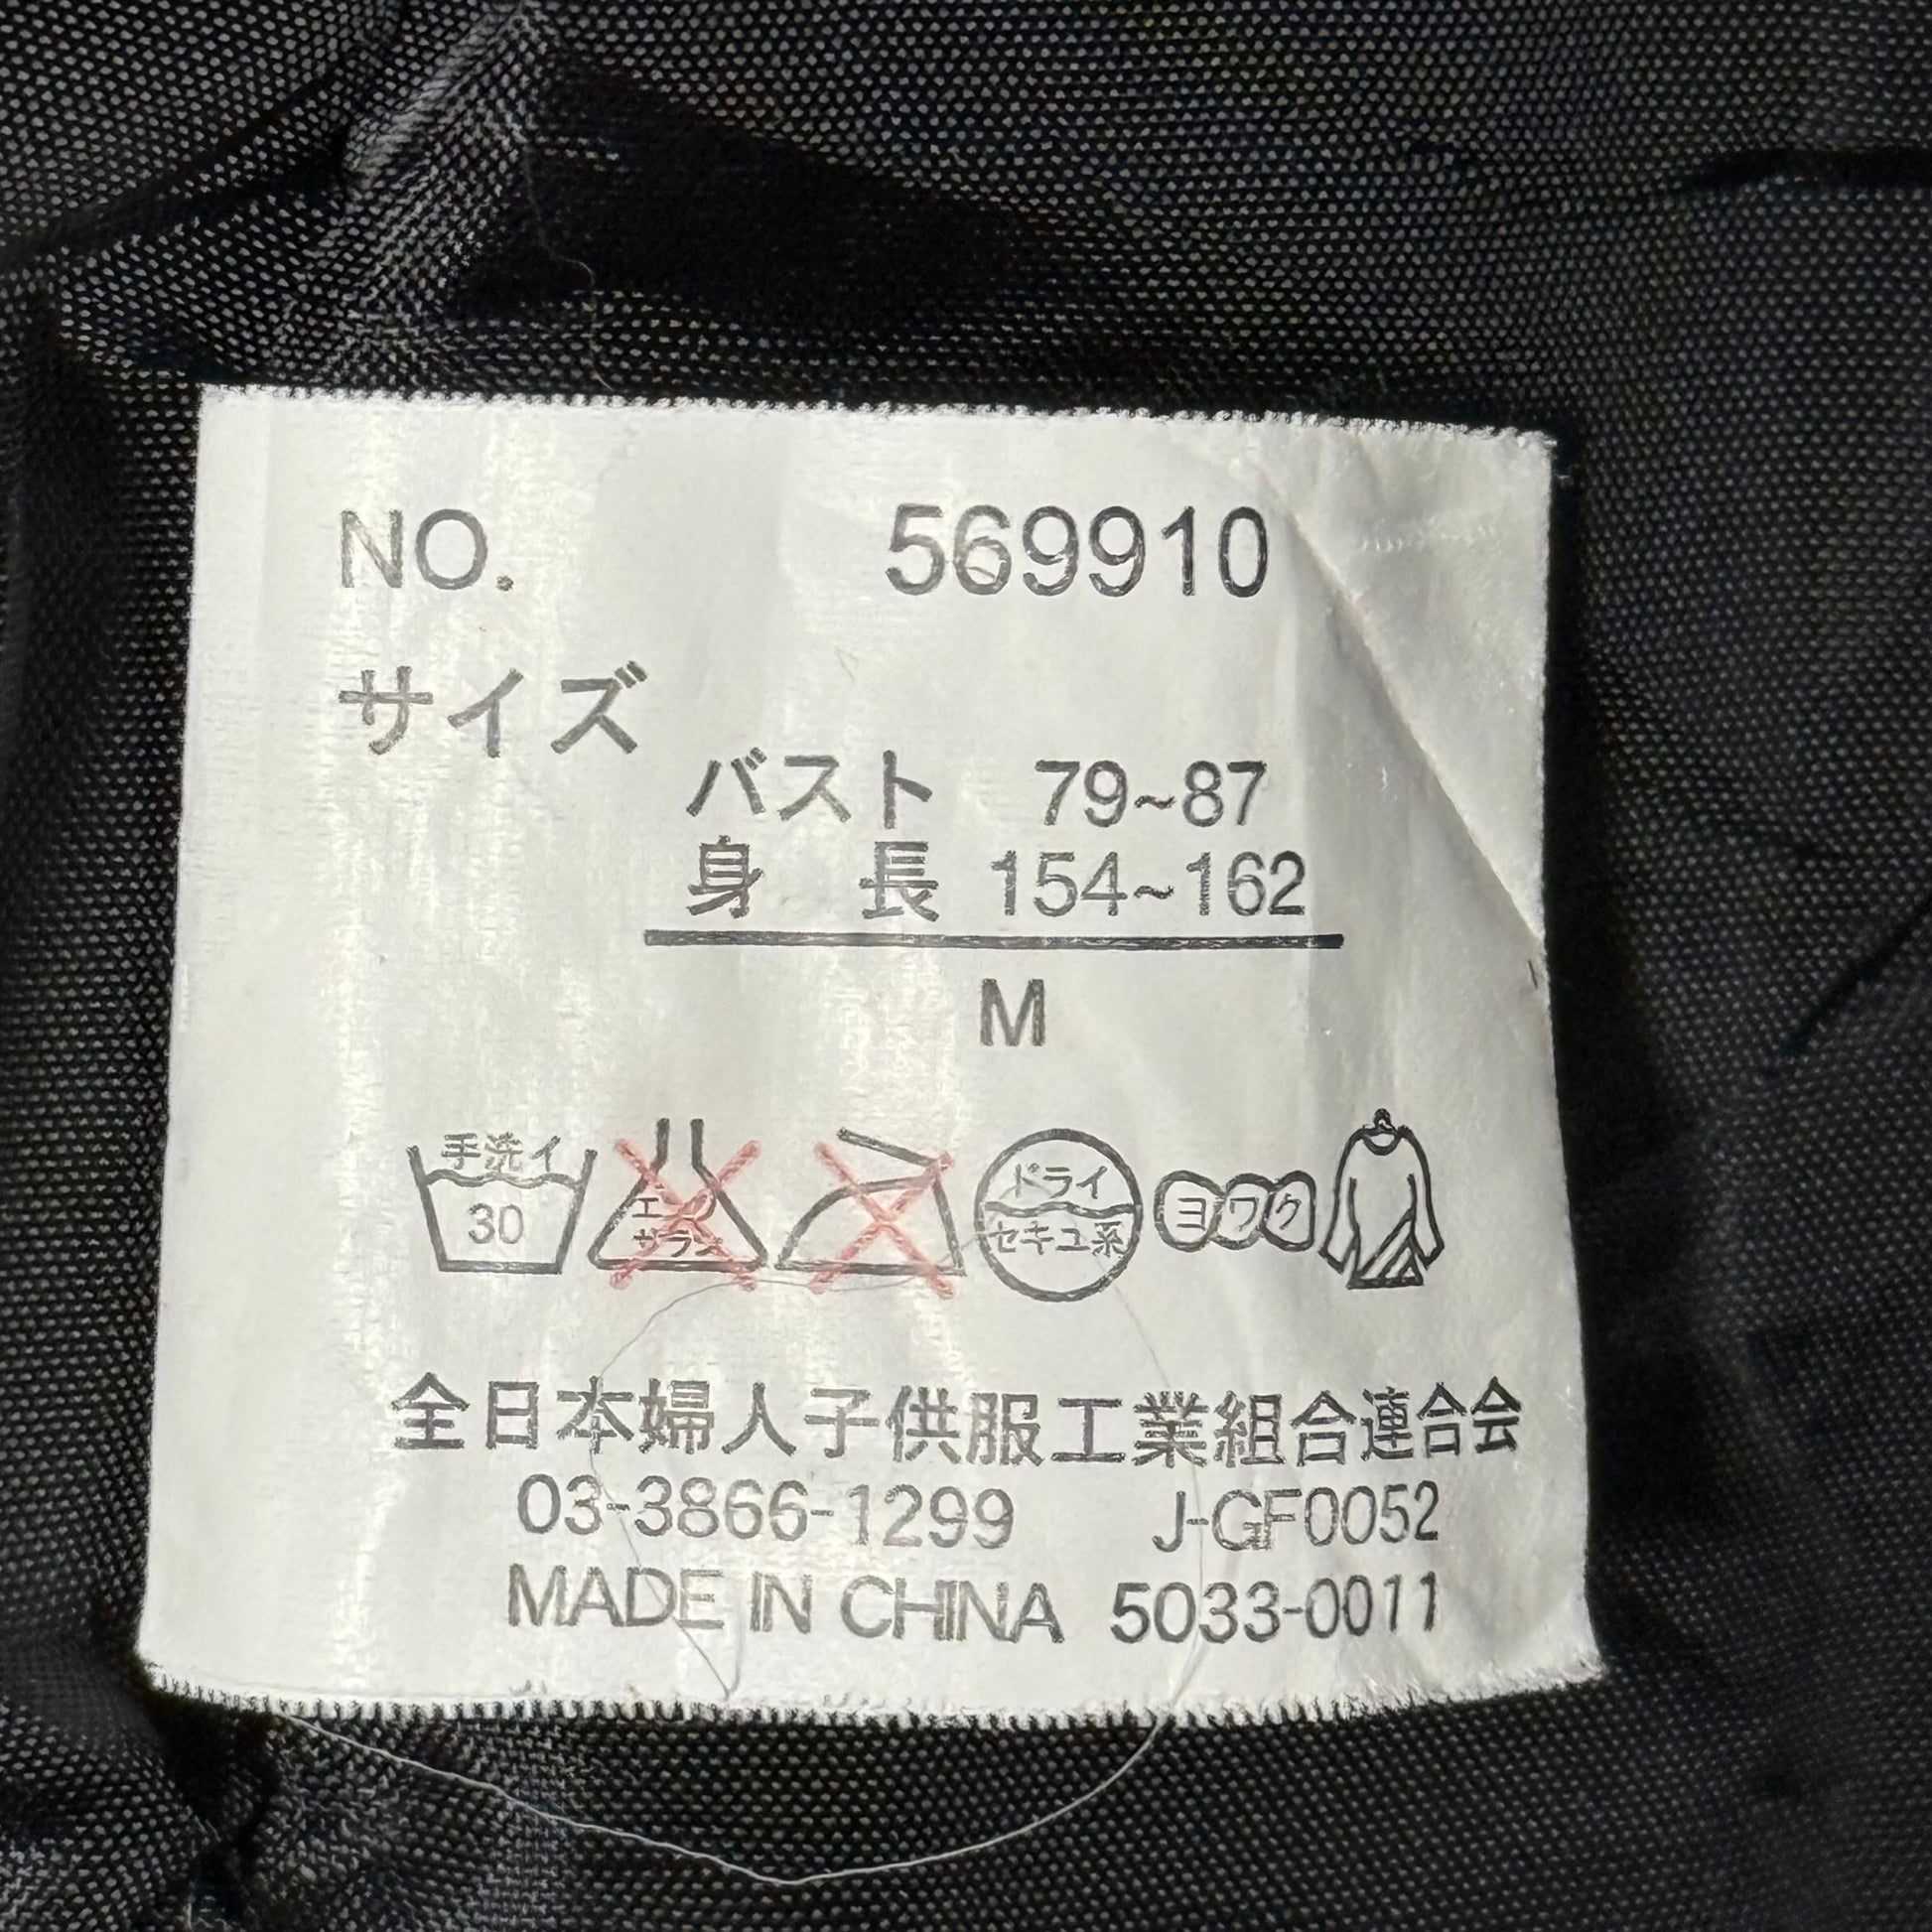 NO. 569910
サイズ
バスト 79~87
身 長 154~162
M
手洗イ 30 エンソサラシ ドライ セキユ系 ヨワク
全日本婦人子供服工業組合連合会
03-3866-1299 J-GF0052
MADE IN CHINA 5033-0011